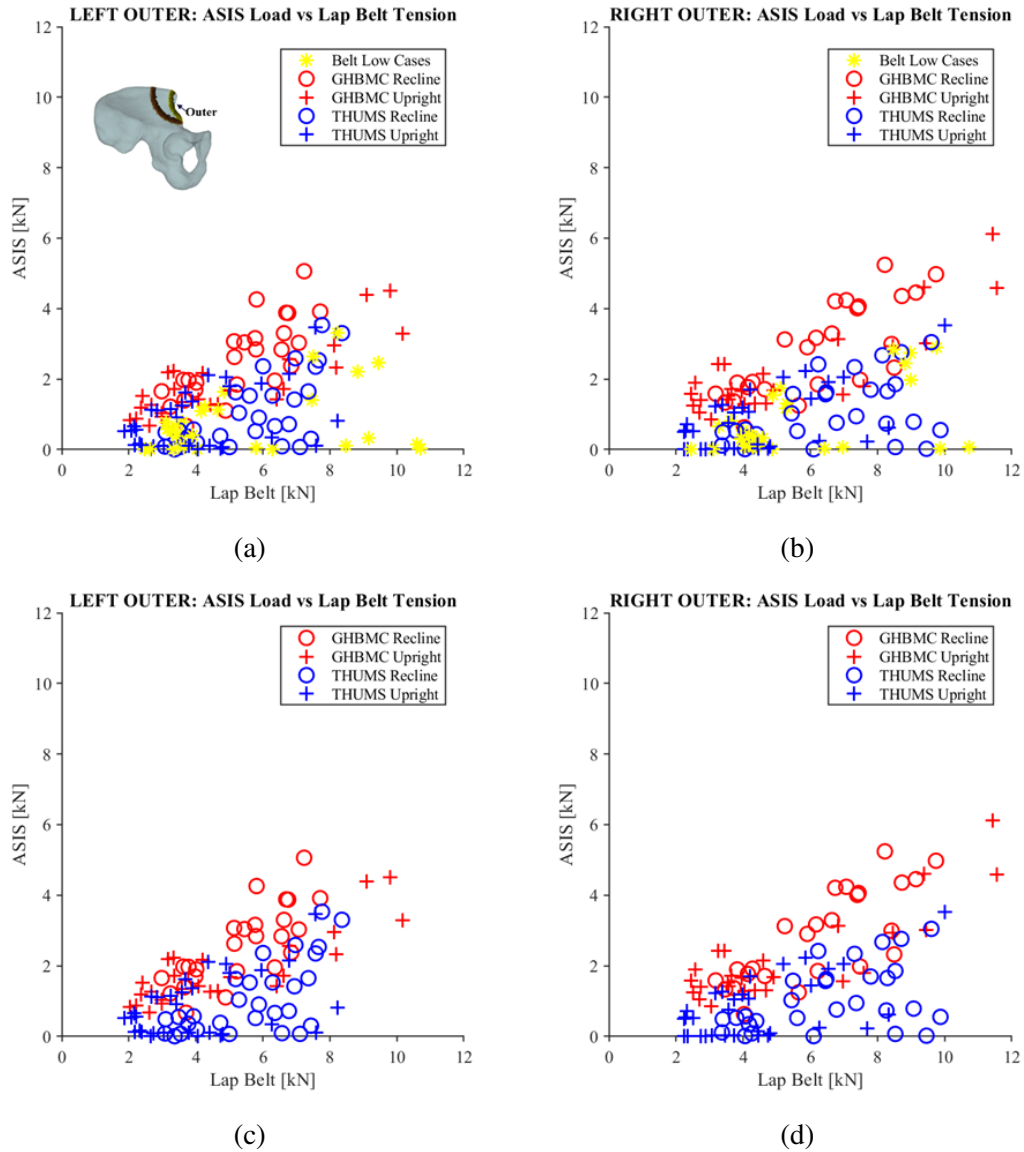 LEFT OUTER: ASIS Load vs Lap Belt Tension
12
10
8
6
4
2
0
ASIS [kN]
Belt Low Cases
GHBMC Recline
GHBMC Upright
THUMS Recline
THUMS Upright
Outer
0 2 4 6 8 10 12
Lap Belt [kN]
(a)
RIGHT OUTER: ASIS Load vs Lap Belt Tension
12
10
8
6
4
2
0
ASIS [kN]
Belt Low Cases
GHBMC Recline
GHBMC Upright
THUMS Recline
THUMS Upright
0 2 4 6 8 10 12
Lap Belt [kN]
(b)
LEFT OUTER: ASIS Load vs Lap Belt Tension
12
10
8
6
4
2
0
ASIS [kN]
GHBMC Recline
GHBMC Upright
THUMS Recline
THUMS Upright
0 2 4 6 8 10 12
Lap Belt [kN]
(c)
RIGHT OUTER: ASIS Load vs Lap Belt Tension
12
10
8
6
4
2
0
ASIS [kN]
GHBMC Recline
GHBMC Upright
THUMS Recline
THUMS Upright
0 2 4 6 8 10 12
Lap Belt [kN]
(d)